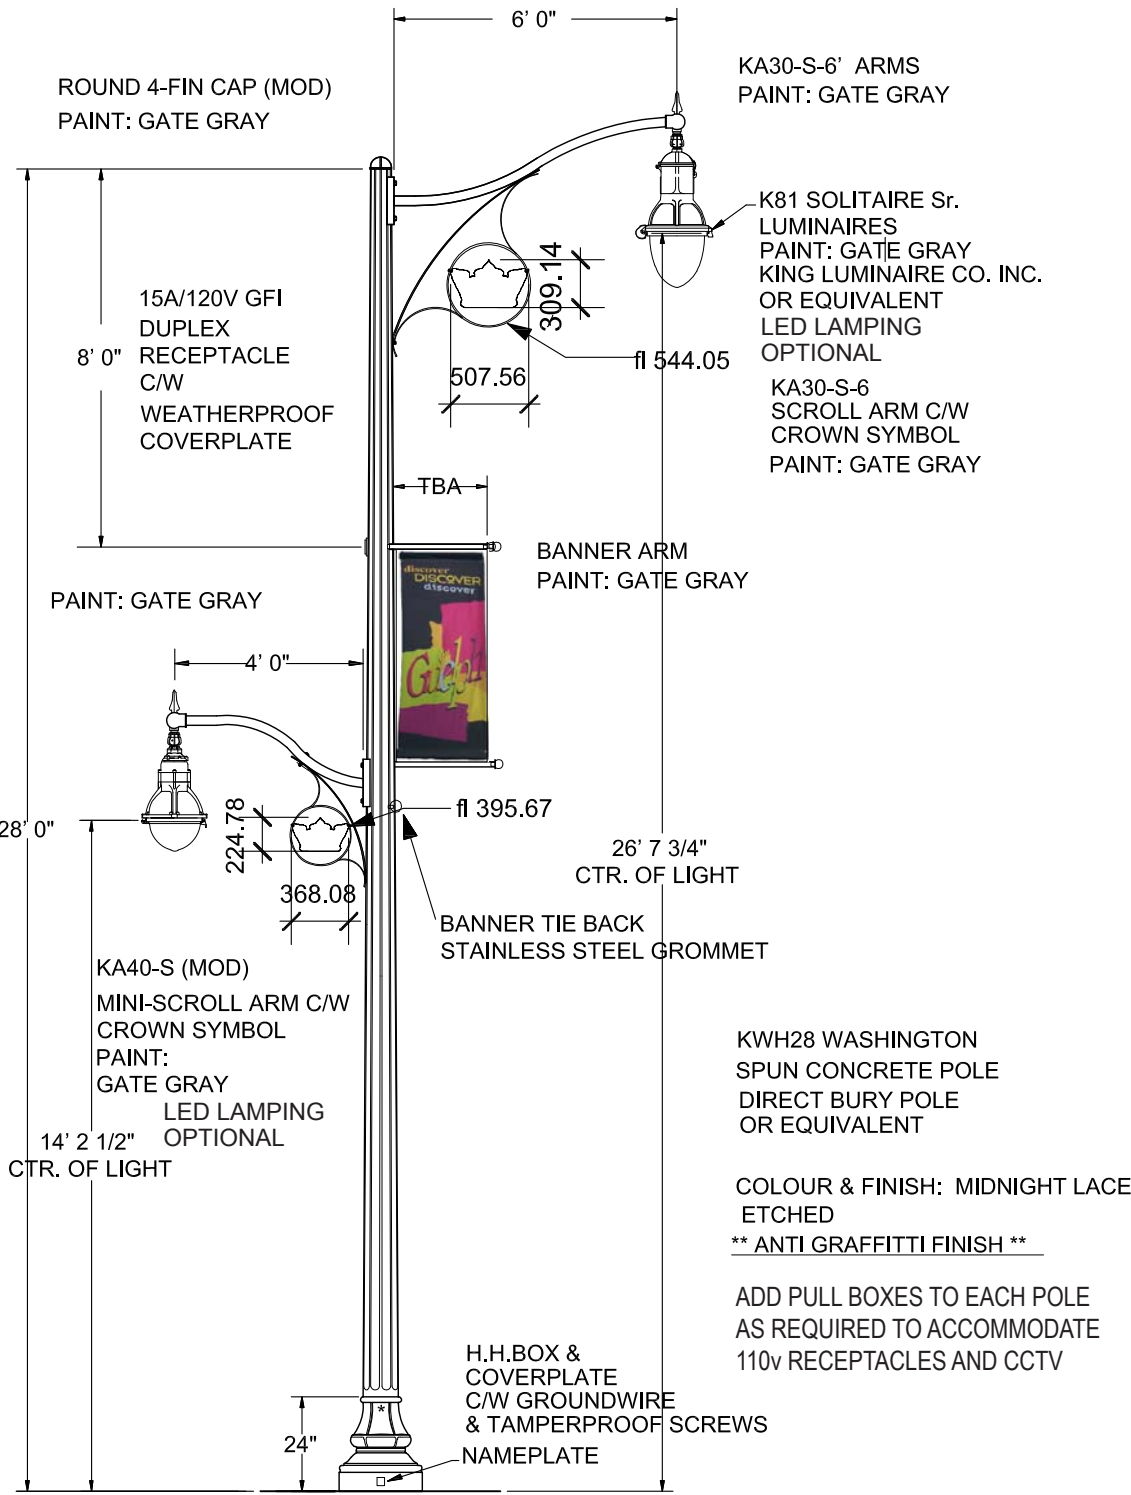 6' 0"
ROUND 4-FIN CAP (MOD)
PAINT: GATE GRAY
KA30-S-6' ARMS
PAINT: GATE GRAY
K81 SOLITAIRE Sr.
LUMINAIRES
PAINT: GATE GRAY
KING LUMINAIRE CO. INC.
OR EQUIVALENT
LED LAMPING
OPTIONAL
KA30-S-6
SCROLL ARM C/W
CROWN SYMBOL
PAINT: GATE GRAY
309.14
fl 544.05
507.56
15A/120V GFI
DUPLEX
RECEPTACLE
C/W
WEATHERPROOF
COVERPLATE
8' 0"
TBA
BANNER ARM
PAINT: GATE GRAY
discover
DISCOVER
discover
Guelph
PAINT: GATE GRAY
4' 0"
28' 0"
224.78
fl 395.67
368.08
26' 7 3/4"
CTR. OF LIGHT
BANNER TIE BACK
STAINLESS STEEL GROMMET
KA40-S (MOD)
MINI-SCROLL ARM C/W
CROWN SYMBOL
PAINT:
GATE GRAY
LED LAMPING
OPTIONAL
14' 2 1/2"
CTR. OF LIGHT
KWH28 WASHINGTON
SPUN CONCRETE POLE
DIRECT BURY POLE
OR EQUIVALENT
COLOUR & FINISH: MIDNIGHT LACE
ETCHED
** ANTI GRAFFITTI FINISH **
ADD PULL BOXES TO EACH POLE
AS REQUIRED TO ACCOMMODATE
110v RECEPTACLES AND CCTV
H.H.BOX &
COVERPLATE
C/W GROUNDWIRE
& TAMPERPROOF SCREWS
NAMEPLATE
24"
*